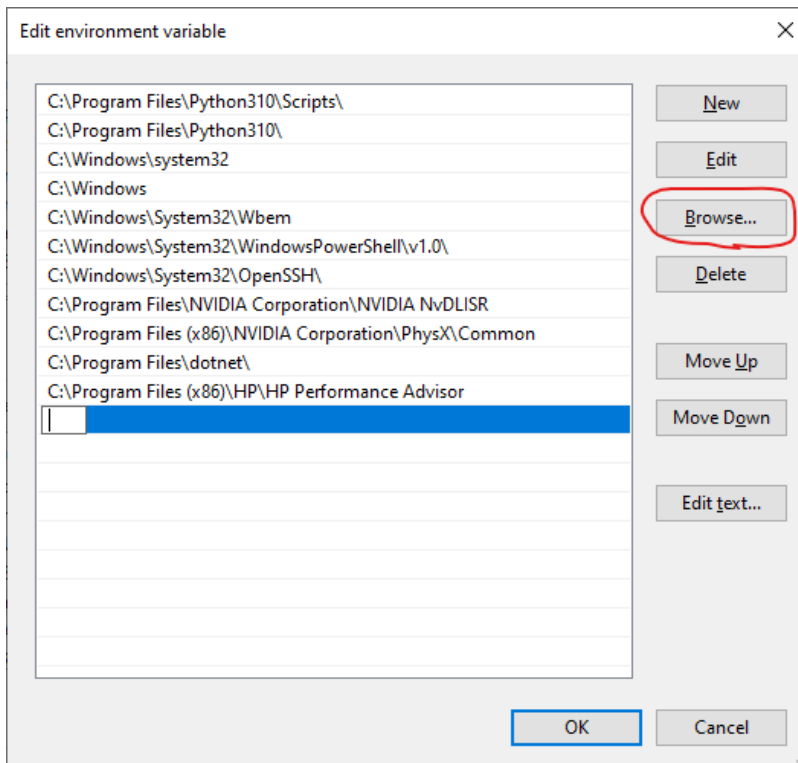 Edit environment variable
C:\Program Files\Python310\Scripts\
C:\Program Files\Python310\
C:\Windows\system32
C:\Windows
C:\Windows\System32\Wbem
C:\Windows\System32\WindowsPowerShell\v1.0\
C:\Windows\System32\OpenSSH\
C:\Program Files\NVIDIA Corporation\NVIDIA NvDLISR
C:\Program Files (x86)\NVIDIA Corporation\PhysX\Common
C:\Program Files\dotnet\
C:\Program Files (x86)\HP\HP Performance Advisor
New
Edit
Browse...
Delete
Move Up
Move Down
Edit text...
OK
Cancel